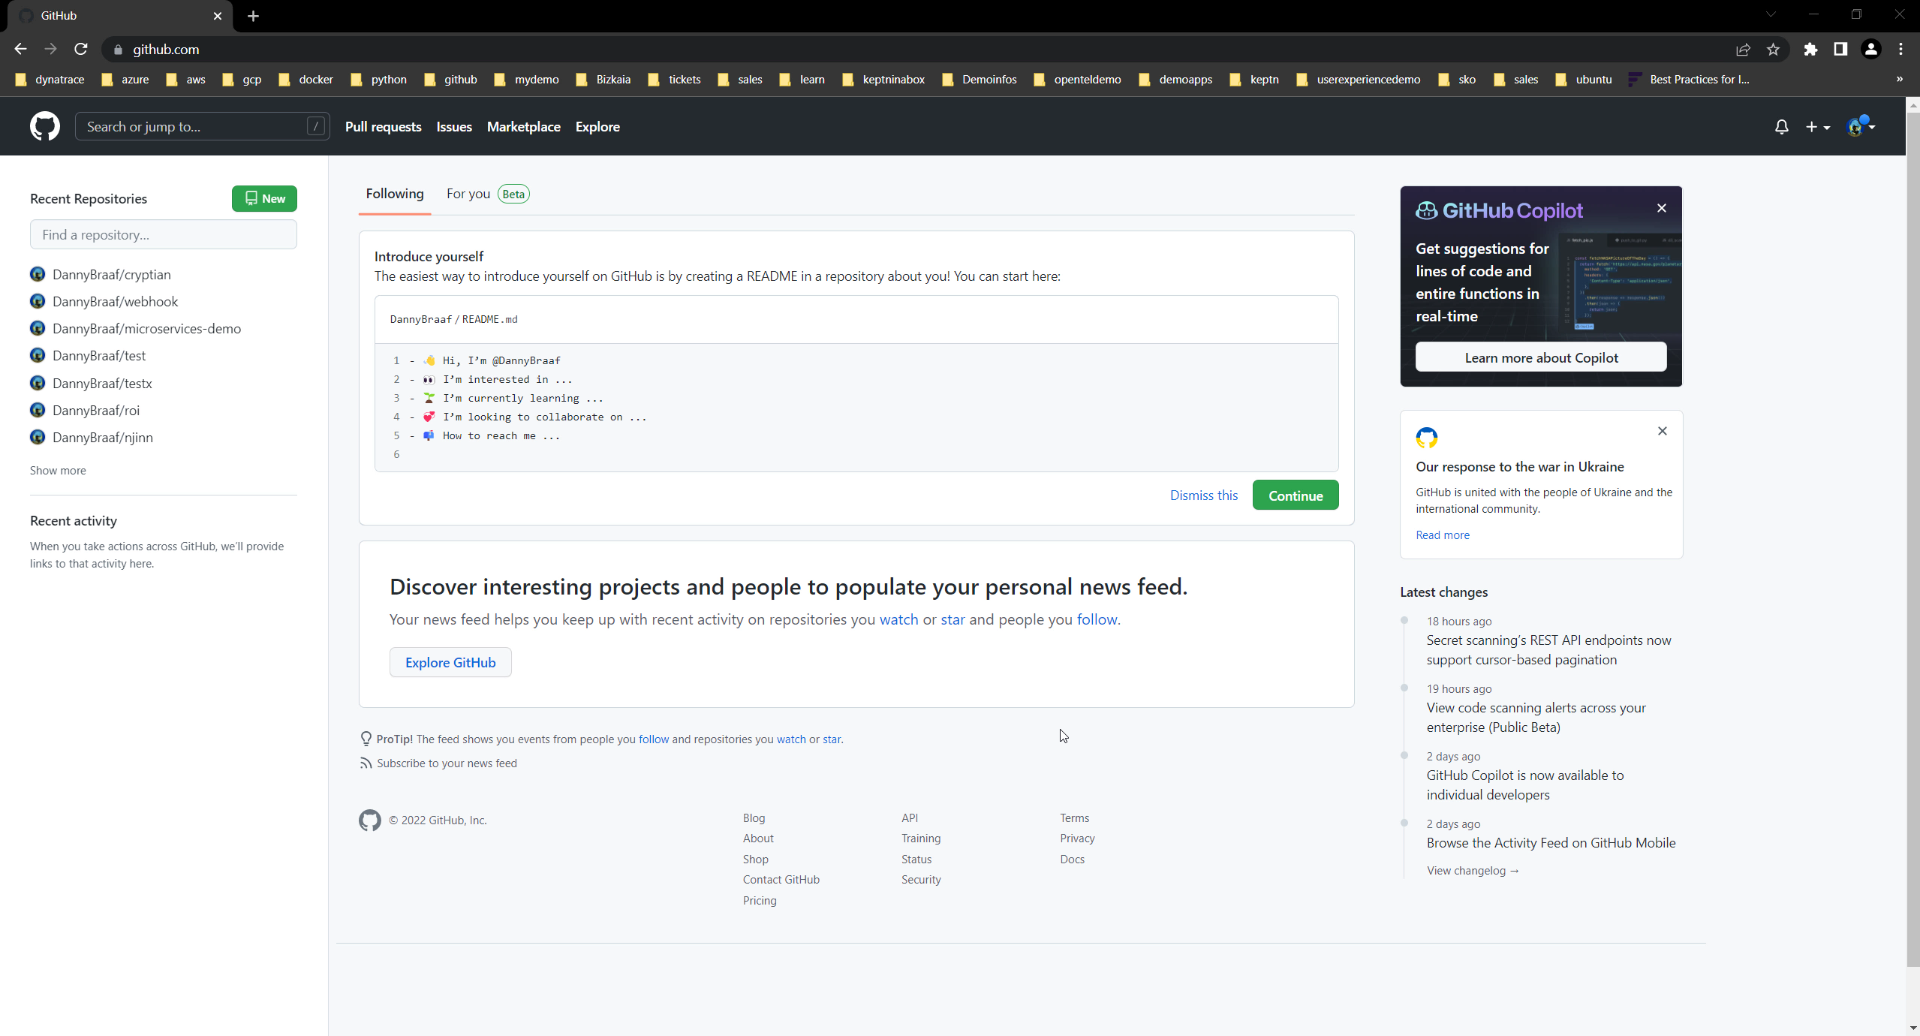 GitHub
github.com
dynatrace azure aws gcp docker python github mydemo Bizkaia tickets sales learn keptninabox Demoinfos openteldemo demoapps keptn userexperiencedemo sko sales ubuntu Best Practices for I...
Search or jump to... / Pull requests Issues Marketplace Explore
Recent Repositories New
Find a repository...
DannyBraaf/cryptian
DannyBraaf/webhook
DannyBraaf/microservices-demo
DannyBraaf/test
DannyBraaf/testx
DannyBraaf/roi
DannyBraaf/njinn
Show more
Recent activity
When you take actions across GitHub, we'll provide
links to that activity here.
Following For you Beta
Introduce yourself
The easiest way to introduce yourself on GitHub is by creating a README in a repository about you! You can start here:
DannyBraaf / README.md
1 - 👋 Hi, I’m @DannyBraaf
2 - 👀 I’m interested in ...
3 - 🌱 I’m currently learning ...
4 - 💞️ I’m looking to collaborate on ...
5 - 📫 How to reach me ...
6
Dismiss this Continue
Discover interesting projects and people to populate your personal news feed.
Your news feed helps you keep up with recent activity on repositories you watch or star and people you follow.
Explore GitHub
ProTip! The feed shows you events from people you follow and repositories you watch or star.
Subscribe to your news feed
© 2022 GitHub, Inc.
Blog
About
Shop
Contact GitHub
Pricing
API
Training
Status
Security
Terms
Privacy
Docs
GitHub Copilot
Get suggestions for
lines of code and
entire functions in
real-time
Learn more about Copilot
Our response to the war in Ukraine
GitHub is united with the people of Ukraine and the
international community.
Read more
Latest changes
18 hours ago
Secret scanning's REST API endpoints now
support cursor-based pagination
19 hours ago
View code scanning alerts across your
enterprise (Public Beta)
2 days ago
GitHub Copilot is now available to
individual developers
2 days ago
Browse the Activity Feed on GitHub Mobile
View changelog →